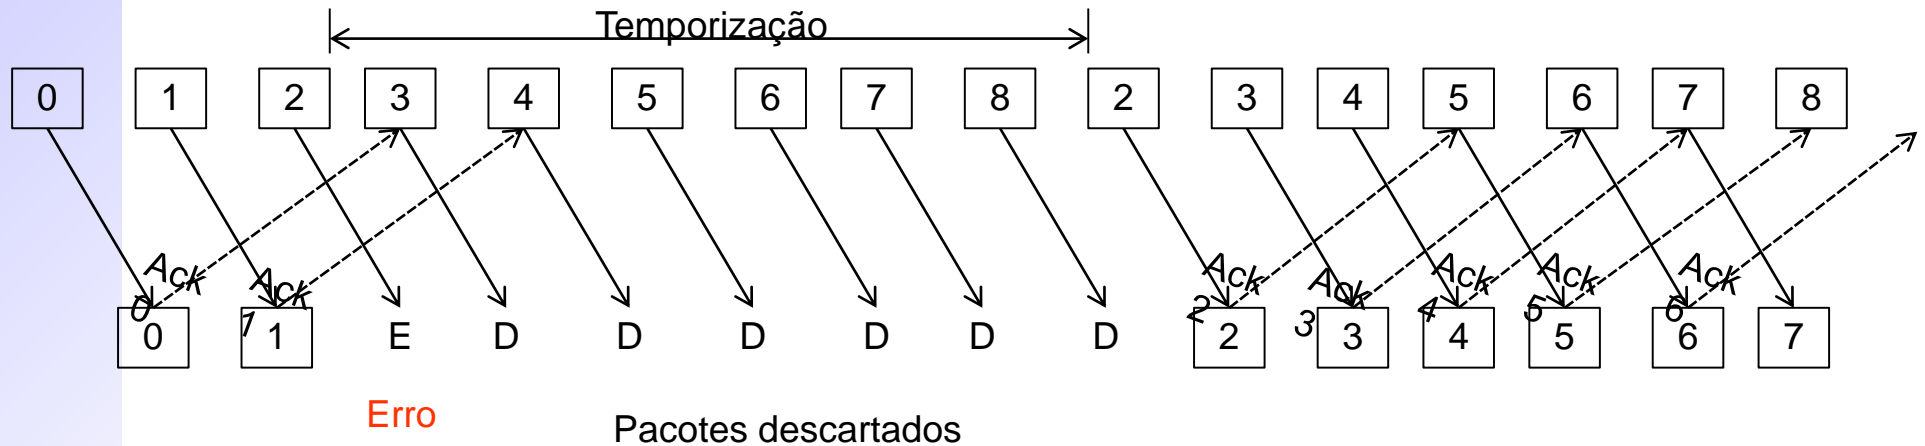 Temporização
0 1 2 3 4 5 6 7 8 2 3 4 5 6 7 8
Ack 0
Ack 1
Ack 2
Ack 3
Ack 4
Ack 5
Ack 6
0 1 E D D D D D D 2 3 4 5 6 7
Erro
Pacotes descartados